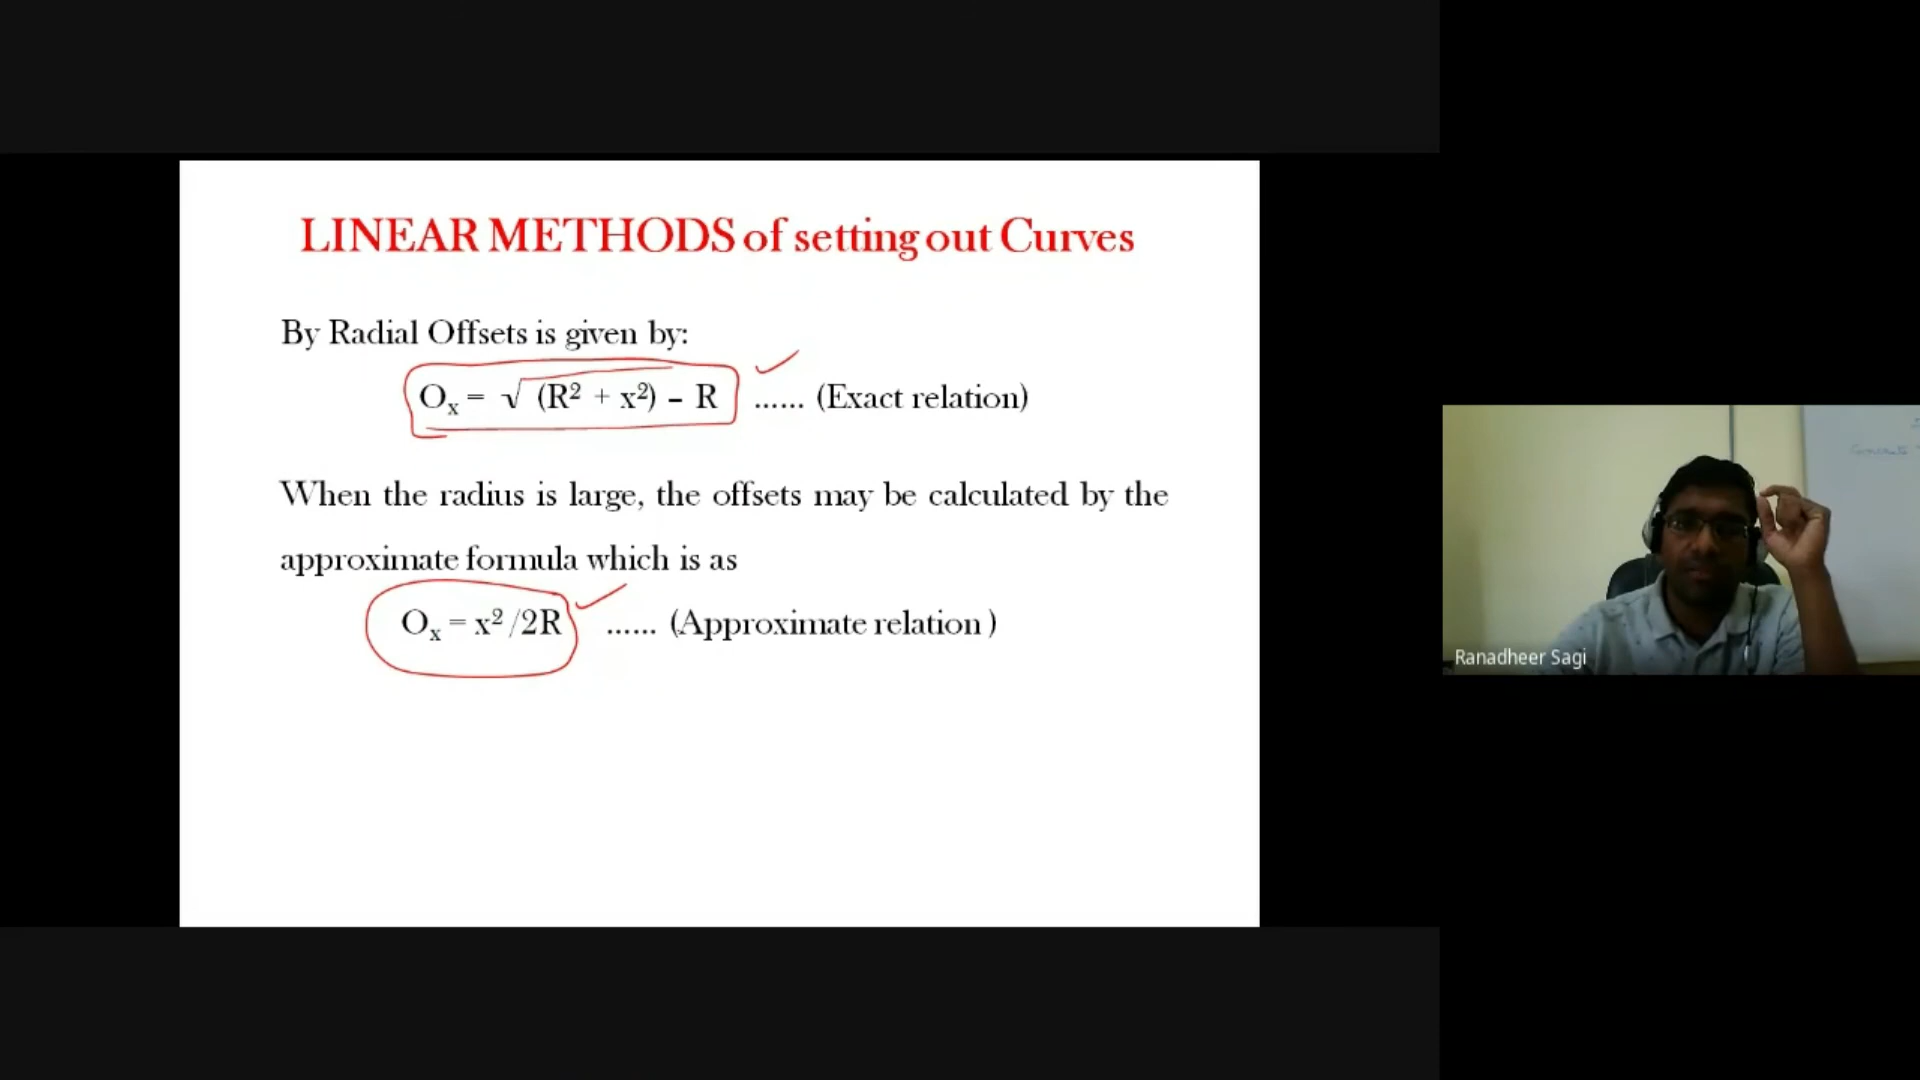 LINEAR METHODS of setting out Curves
By Radial Offsets is given by:
Oₓ = √ (R² + x²) – R ...... (Exact relation)
When the radius is large, the offsets may be calculated by the
approximate formula which is as
Oₓ = x² /2R ...... (Approximate relation )
Ranadheer Sagi